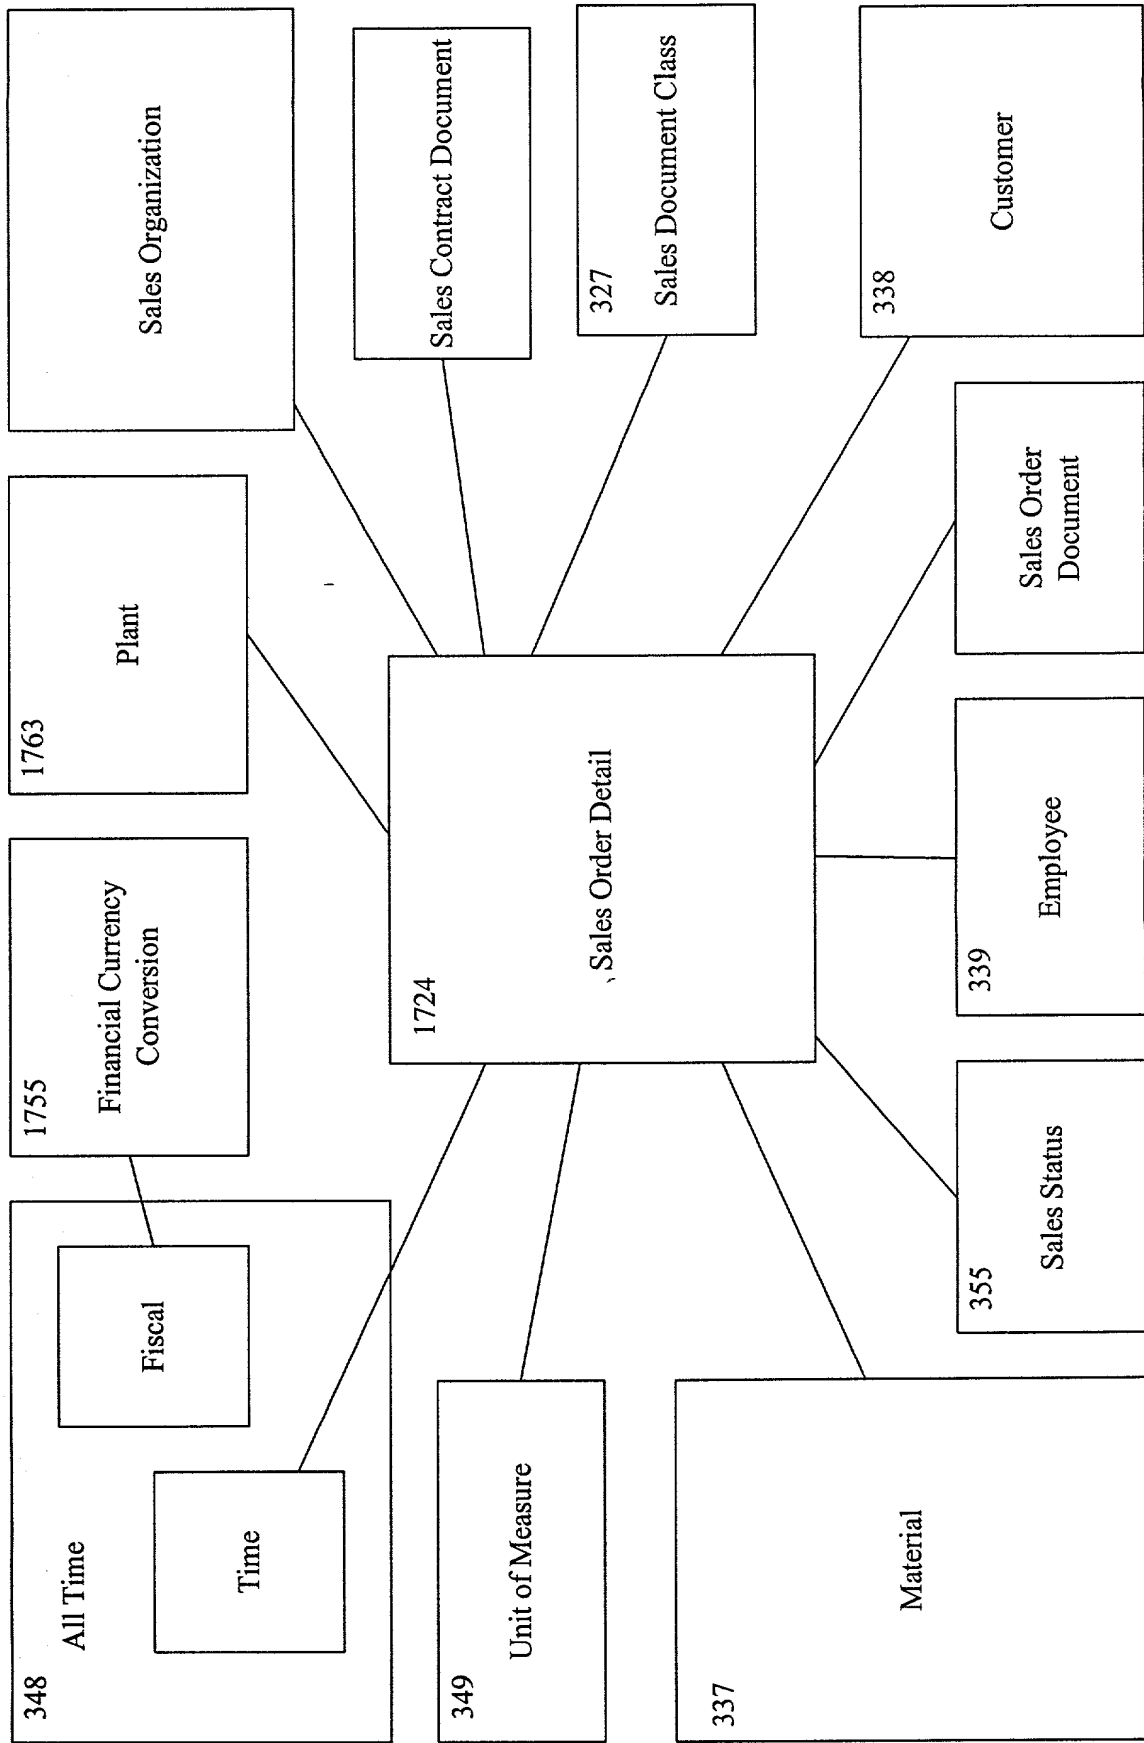 348
All Time
Time
Fiscal
1755
Financial Currency
Conversion
1763
Plant
Sales Organization
349
Unit of Measure
1724
Sales Order Detail
Sales Contract Document
327
Sales Document Class
337
Material
355
Sales Status
339
Employee
Sales Order
Document
338
Customer